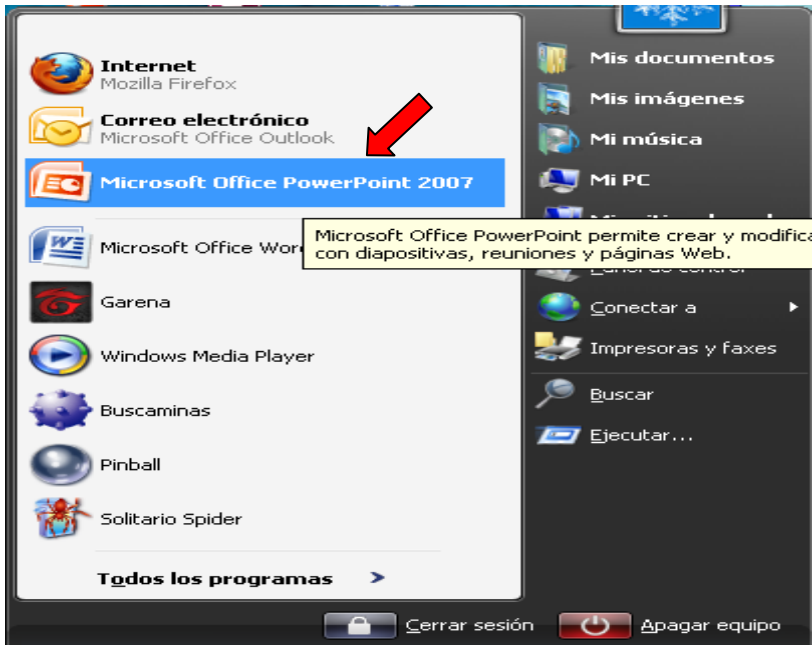 Internet
Mozilla Firefox
Correo electrónico
Microsoft Office Outlook
Microsoft Office PowerPoint 2007
Microsoft Office Wor
Microsoft Office PowerPoint permite crear y modifica
con diapositivas, reuniones y páginas Web.
Garena
Windows Media Player
Buscaminas
Pinball
Solitario Spider
Todos los programas
Mis documentos
Mis imágenes
Mi música
Mi PC
Conectar a
Impresoras y faxes
Buscar
Ejecutar...
Cerrar sesión
Apagar equipo